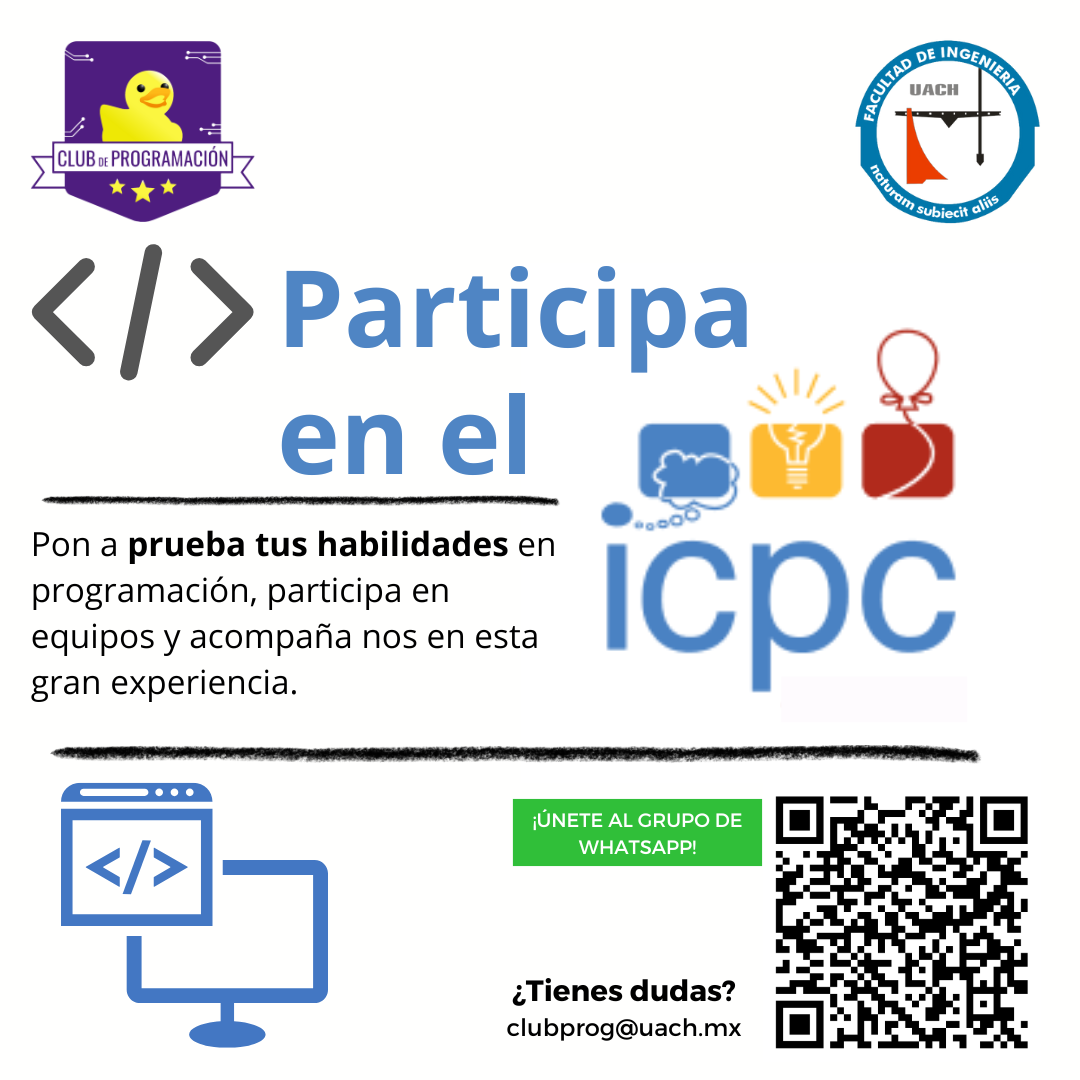 CLUB DE PROGRAMACIÓN
FACULTAD DE INGENIERIA
UACH
naturam subiecit aliis
</> Participa
en el
icpc
Pon a prueba tus habilidades en
programación, participa en
equipos y acompaña nos en esta
gran experiencia.
</>
¡ÚNETE AL GRUPO DE
WHATSAPP!
¿Tienes dudas?
clubprog@uach.mx